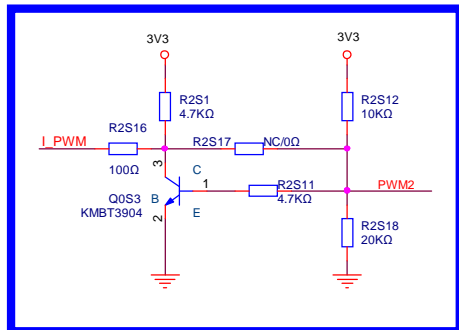 3V3
3V3
R2S1
4.7KΩ
R2S12
10KΩ
I_PWM
R2S16
100Ω
R2S17
NC/0Ω
3
C
1
R2S11
4.7KΩ
PWM2
Q0S3
KMBT3904
B
E
2
R2S18
20KΩ